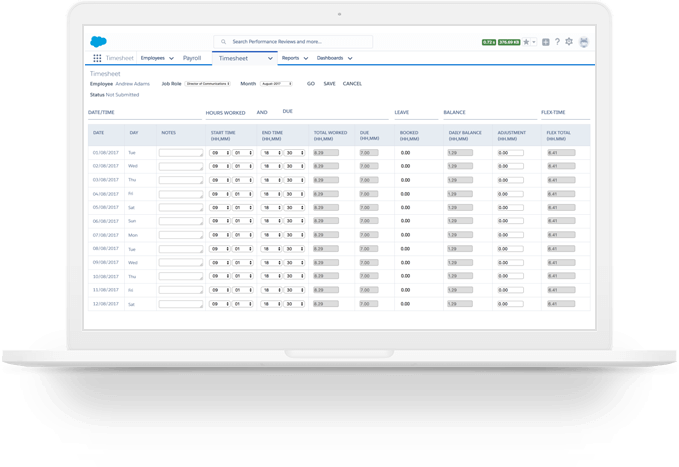 Search Performance Reviews and more...
0.72 s 376.89 KB
Timesheet Employees Payroll Timesheet Reports Dashboards
Timesheet
Employee Andrew Adams Job Role Director of Communications Month August 2017 GO SAVE CANCEL
Status Not Submitted
DATE/TIME HOURS WORKED AND DUE LEAVE BALANCE FLEX-TIME
DATE DAY NOTES START TIME (HH,MM) END TIME (HH,MM) TOTAL WORKED (HH,MM) DUE (HH,MM) BOOKED (HH,MM) DAILY BALANCE (HH,MM) ADJUSTMENT (HH,MM) FLEX TOTAL (HH,MM)
01/08/2017 Tue 09 01 18 30 8.29 7.00 0.00 1.29 0.00 8.41
02/08/2017 Wed 09 01 18 30 8.29 7.00 0.00 1.29 0.00 8.41
03/08/2017 Thu 09 01 18 30 8.29 7.00 0.00 1.29 0.00 8.41
04/08/2017 Fri 09 01 18 30 8.29 7.00 0.00 1.29 0.00 8.41
05/08/2017 Sat 09 01 18 30 8.29 7.00 0.00 1.29 0.00 8.41
06/08/2017 Sun 09 01 18 30 8.29 7.00 0.00 1.29 0.00 8.41
07/08/2017 Mon 09 01 18 30 8.29 7.00 0.00 1.29 0.00 8.41
08/08/2017 Tue 09 01 18 30 8.29 7.00 0.00 1.29 0.00 8.41
09/08/2017 Wed 09 01 18 30 8.29 7.00 0.00 1.29 0.00 8.41
10/08/2017 Thu 09 01 18 30 8.29 7.00 0.00 1.29 0.00 8.41
11/08/2017 Fri 09 01 18 30 8.29 7.00 0.00 1.29 0.00 8.41
12/08/2017 Sat 09 01 18 30 8.29 7.00 0.00 1.29 0.00 8.41